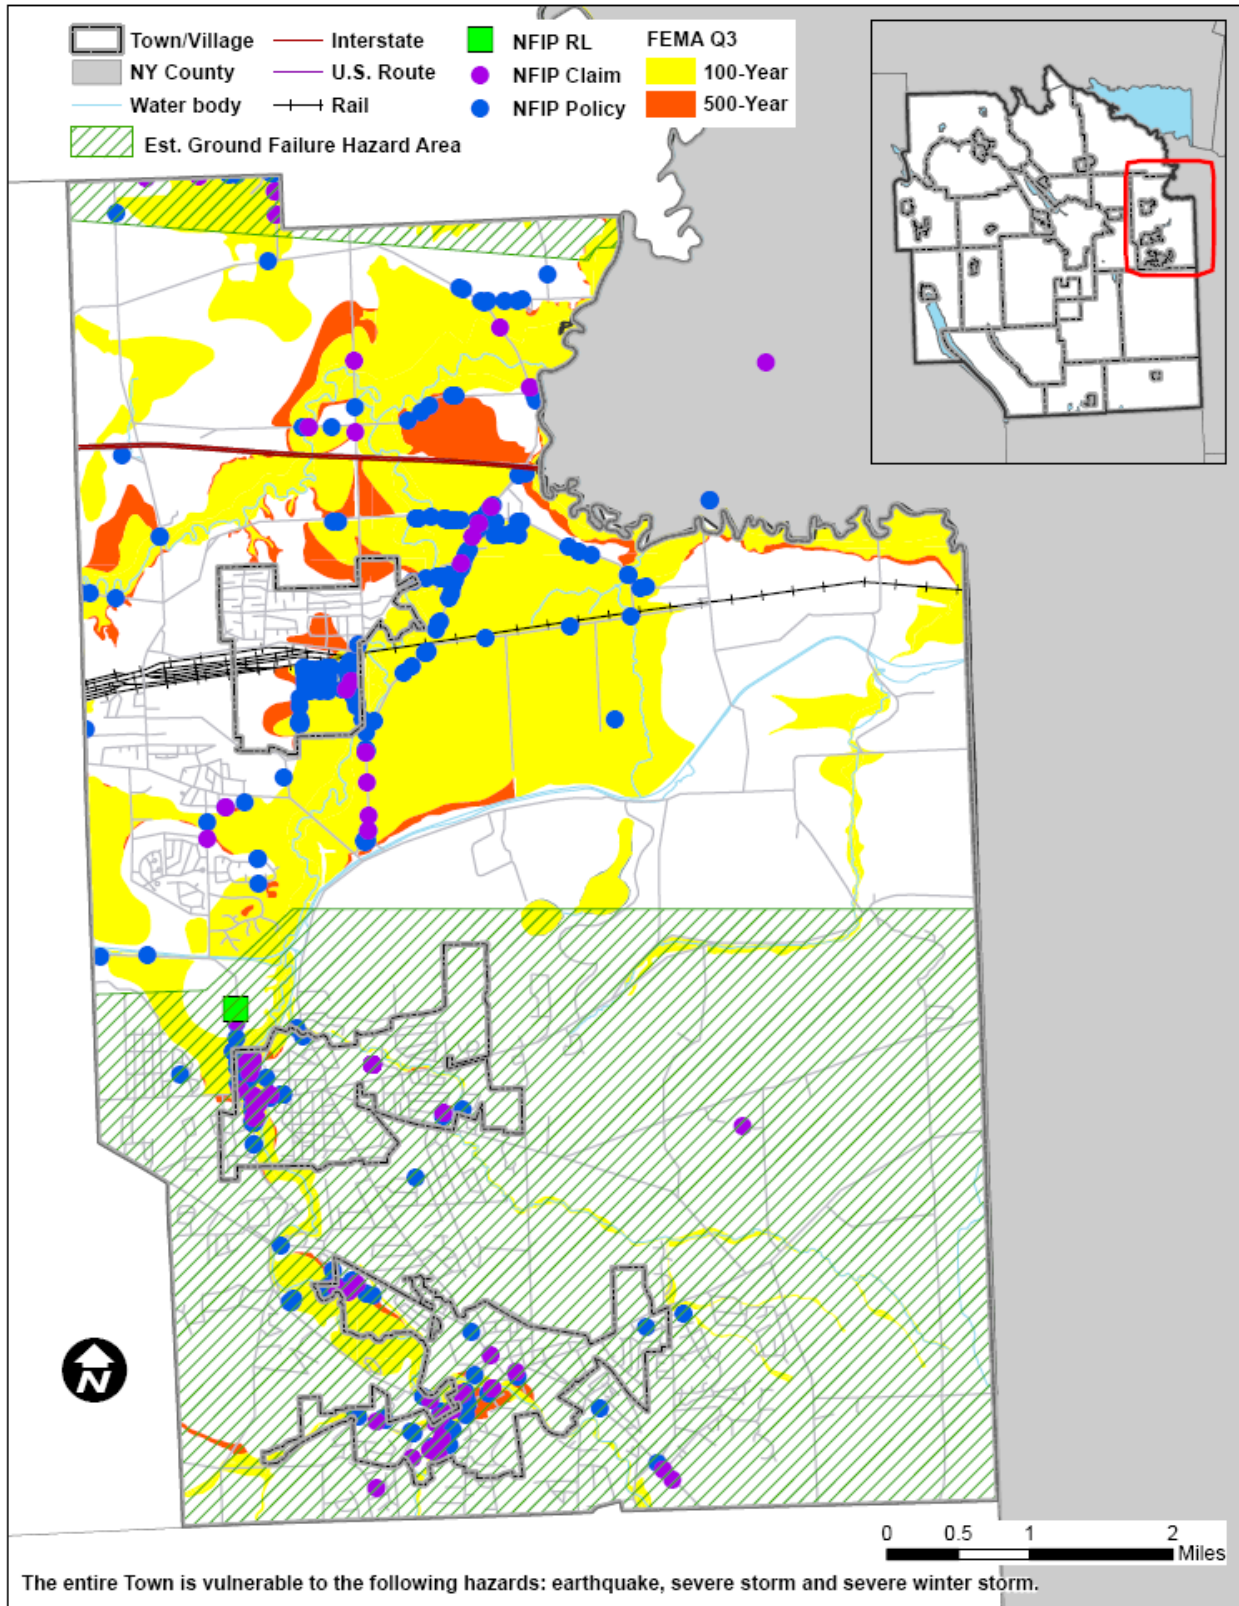 Town/Village Interstate NFIP RL FEMA Q3
NY County U.S. Route NFIP Claim 100-Year
Water body Rail NFIP Policy 500-Year
Est. Ground Failure Hazard Area
N
0 0.5 1 2
Miles
The entire Town is vulnerable to the following hazards: earthquake, severe storm and severe winter storm.